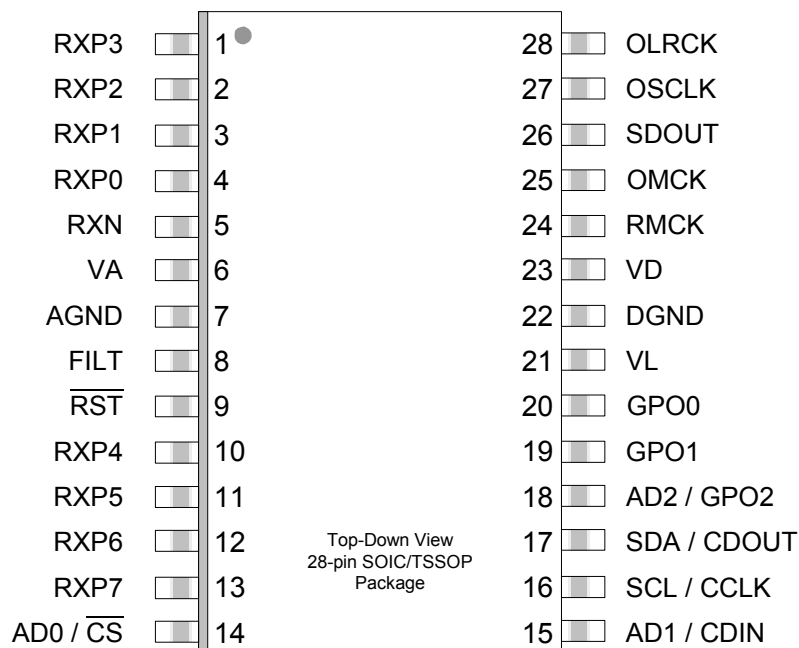 RXP3 1 28 OLRCK
RXP2 2 27 OSCLK
RXP1 3 26 SDOUT
RXP0 4 25 OMCK
RXN 5 24 RMCK
VA 6 23 VD
AGND 7 22 DGND
FILT 8 21 VL
R̅S̅T̅ 9 20 GPO0
RXP4 10 19 GPO1
RXP5 11 18 AD2 / GPO2
RXP6 12 17 SDA / CDOUT
RXP7 13 16 SCL / CCLK
AD0 / C̅S̅ 14 15 AD1 / CDIN
Top-Down View
28-pin SOIC/TSSOP
Package